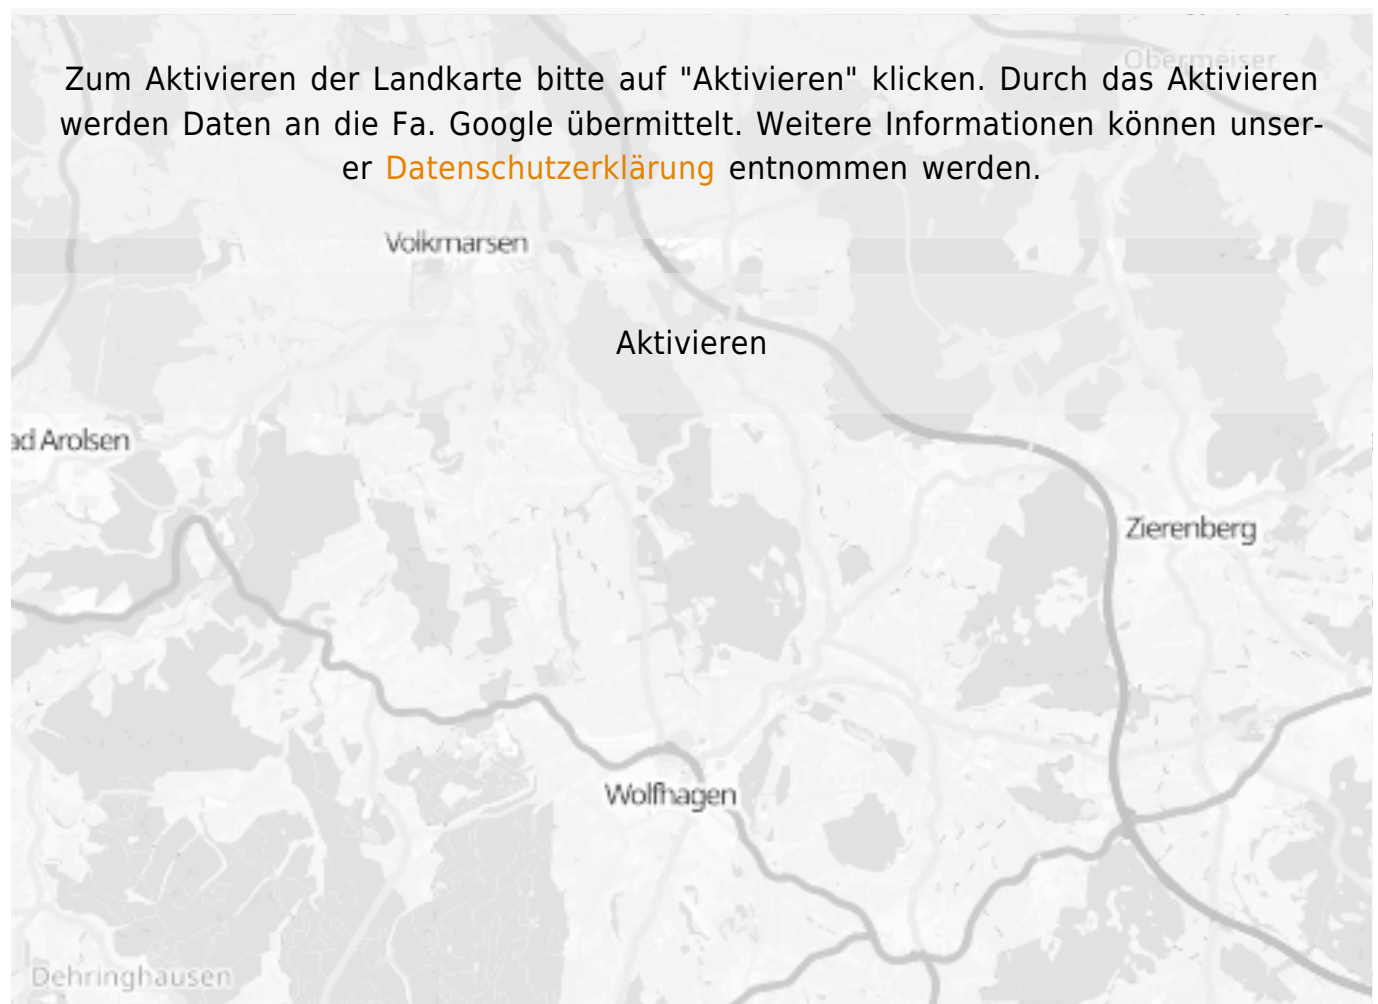 Obermeiser
Zum Aktivieren der Landkarte bitte auf "Aktivieren" klicken. Durch das Aktivieren
werden Daten an die Fa. Google übermittelt. Weitere Informationen können unser-
er Datenschutzerklärung entnommen werden.
Volkmarsen
Aktivieren
ad Arolsen
Zierenberg
Wolfhagen
Dehringhausen